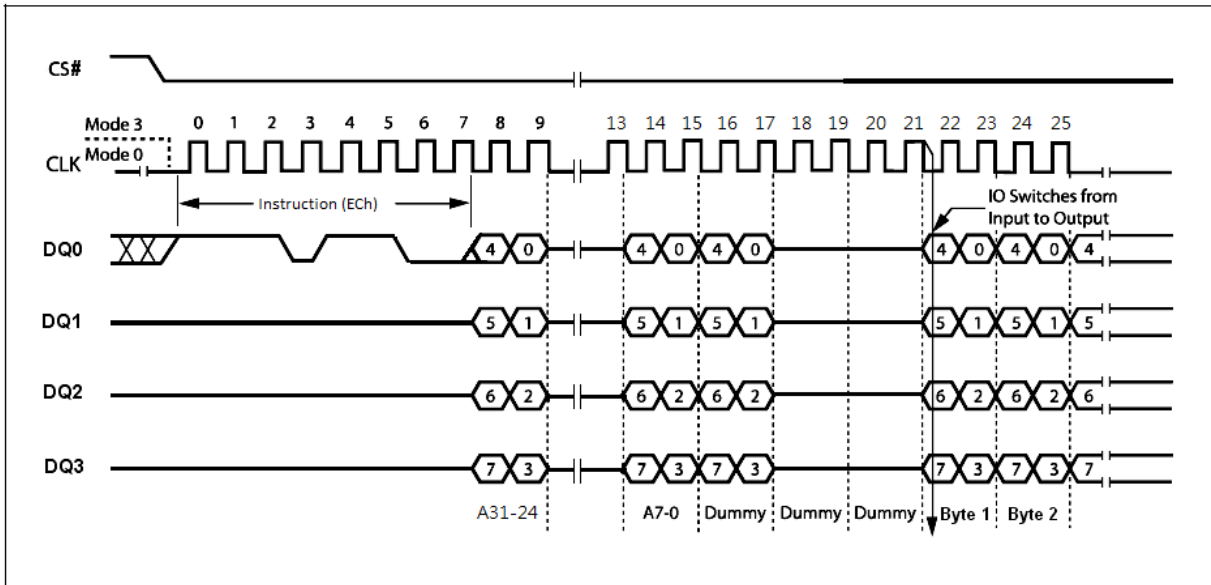 CS#
Mode 3 0 1 2 3 4 5 6 7 8 9 13 14 15 16 17 18 19 20 21 22 23 24 25
Mode 0
CLK
Instruction (ECh)
IO Switches from
Input to Output
DQ0 4 0 4 0 4 0 4 0 4 0 4
DQ1 5 1 5 1 5 1 5 1 5 1 5
DQ2 6 2 6 2 6 2 6 2 6 2 6
DQ3 7 3 7 3 7 3 7 3 7 3 7
A31-24 A7-0 Dummy Dummy Dummy Byte 1 Byte 2